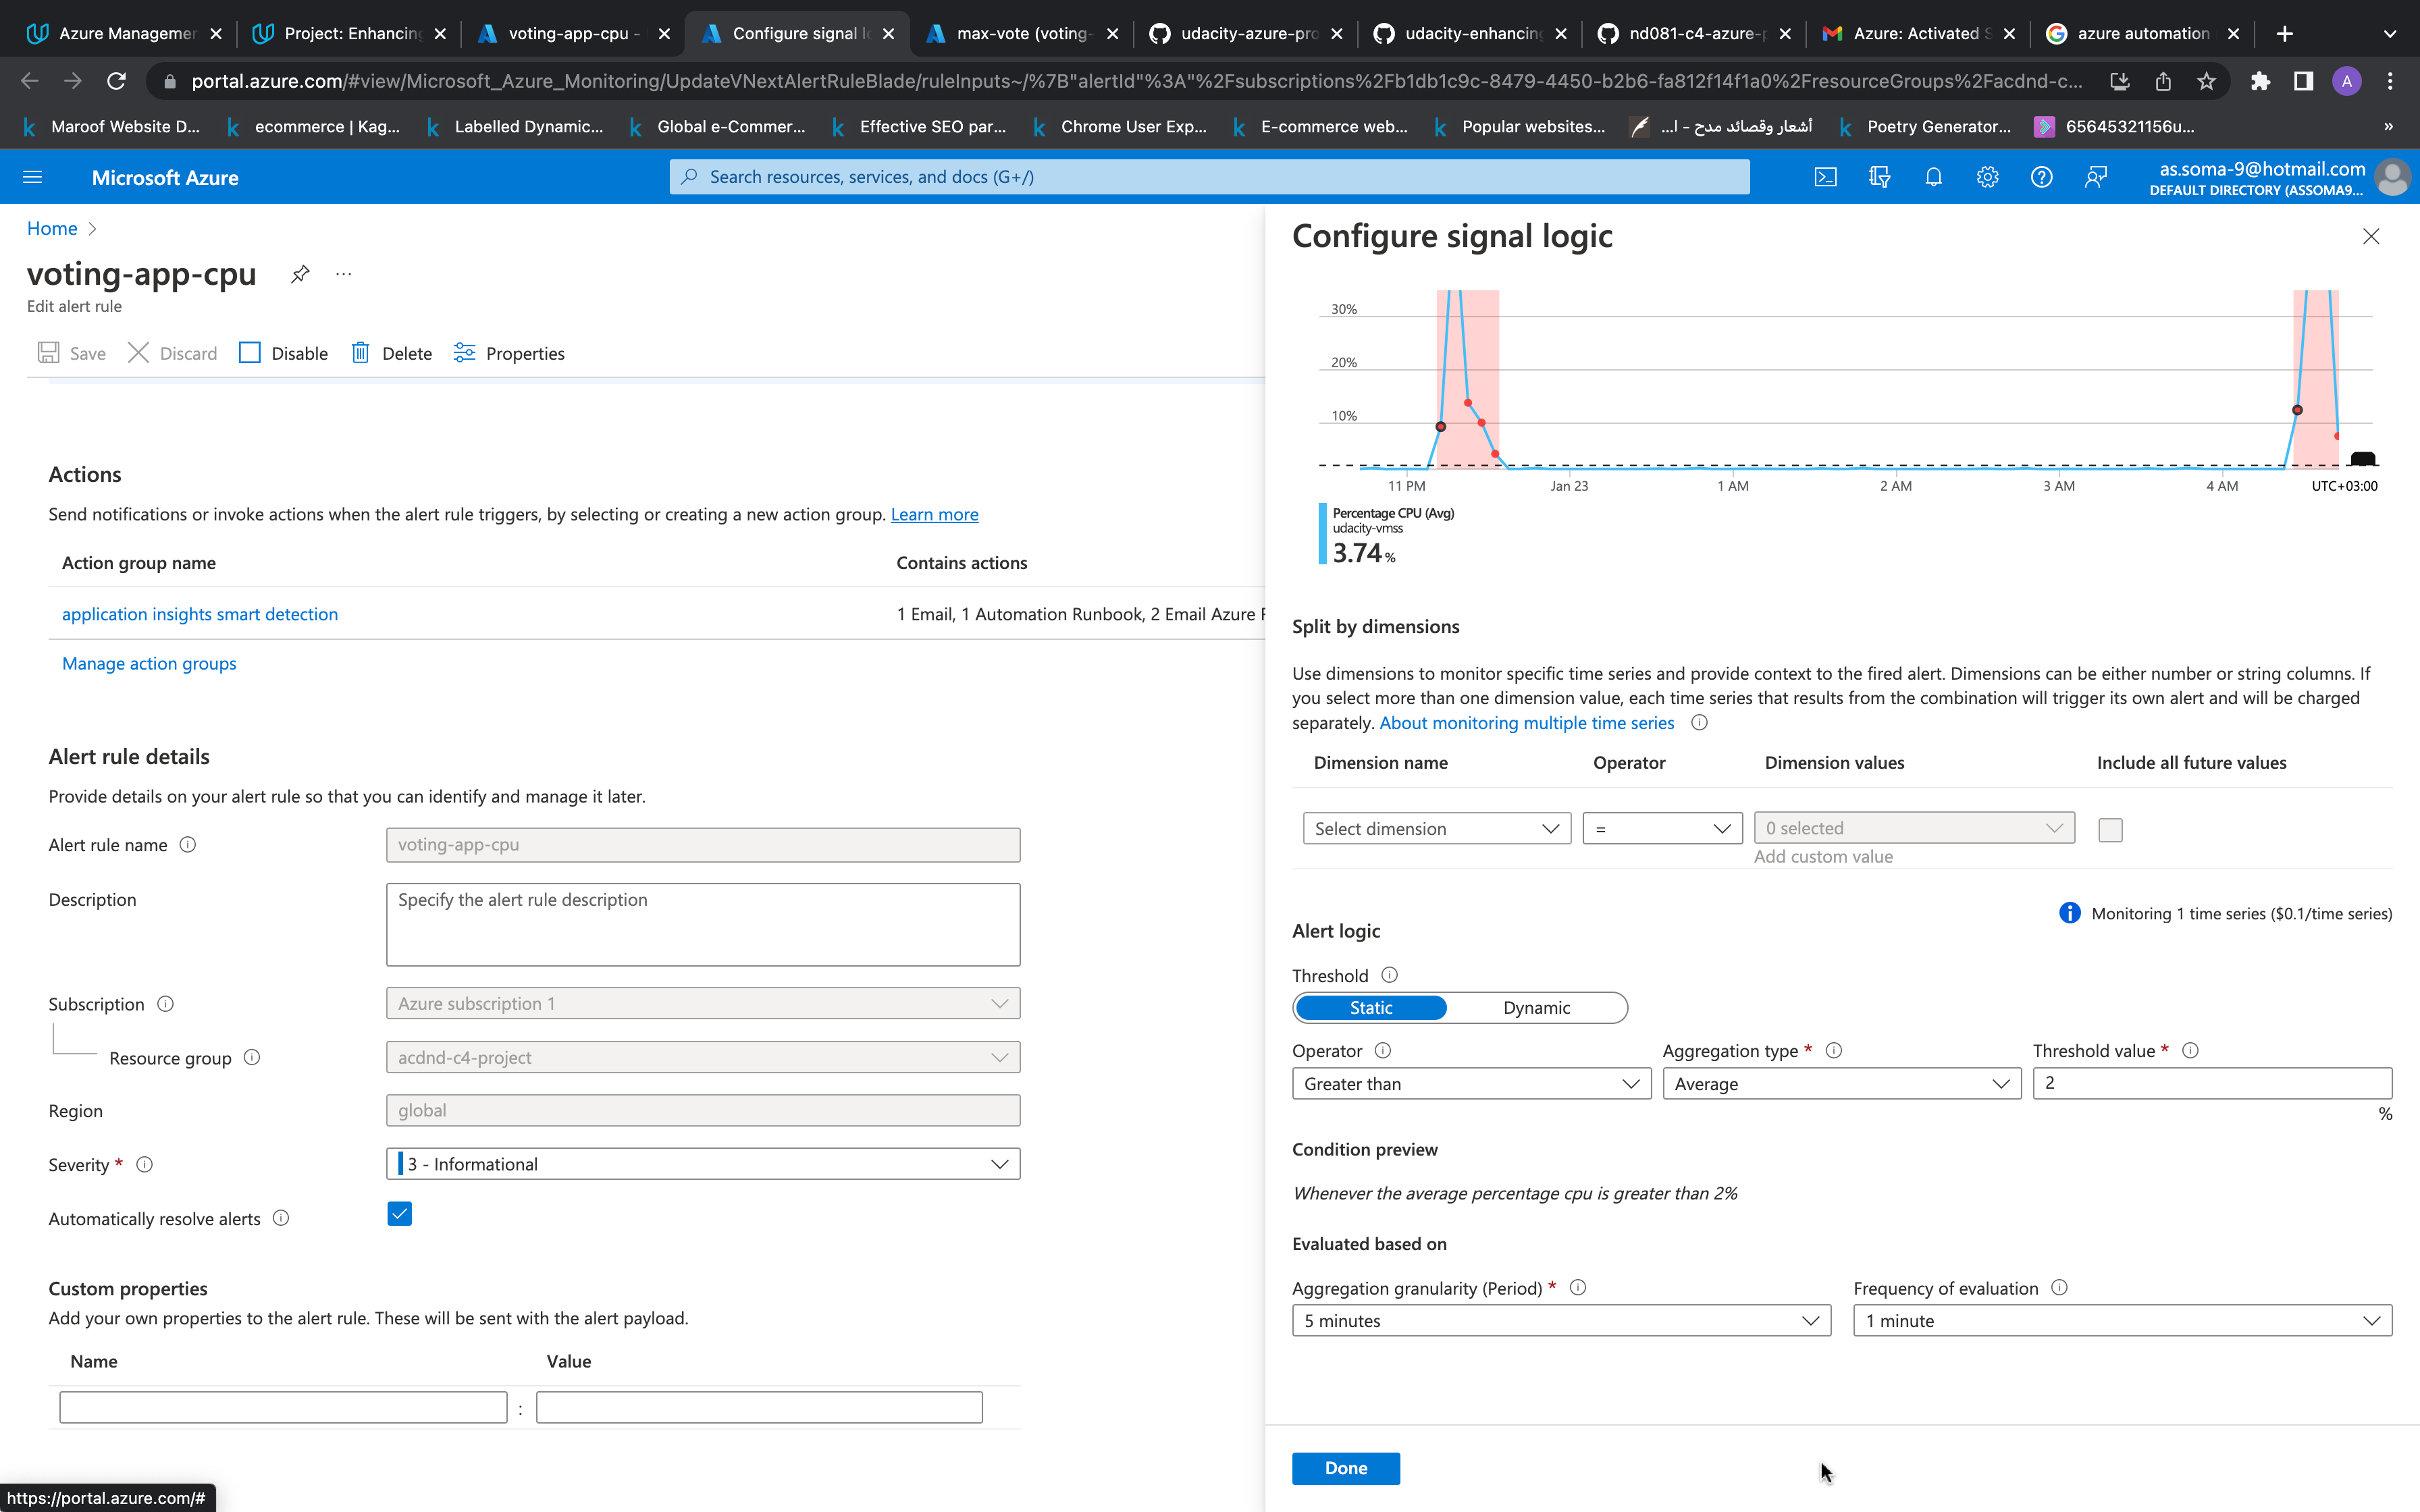 Azure Managemen
Project: Enhancing
voting-app-cpu -
Configure signal lo
max-vote (voting-
udacity-azure-pro
udacity-enhancing
nd081-c4-azure-p
Azure: Activated S
azure automation
portal.azure.com/#view/Microsoft_Azure_Monitoring/UpdateVNextAlertRuleBlade/ruleInputs~/%7B"alertId"%3A"%2Fsubscriptions%2Fb1db1c9c-8479-4450-b2b6-fa812f14f1a0%2FresourceGroups%2Facdnd-c...
A
Maroof Website D...
ecommerce | Kag...
Labelled Dynamic...
Global e-Commer...
Effective SEO par...
Chrome User Exp...
E-commerce web...
Popular websites...
أشعار وقصائد مدح - ا...
Poetry Generator...
65645321156u...
»
Microsoft Azure
Search resources, services, and docs (G+/)
as.soma-9@hotmail.com
DEFAULT DIRECTORY (ASSOMA9...
Home
voting-app-cpu
...
Edit alert rule
Save
Discard
Disable
Delete
Properties
Actions
Send notifications or invoke actions when the alert rule triggers, by selecting or creating a new action group. Learn more
Action group name
Contains actions
application insights smart detection
1 Email, 1 Automation Runbook, 2 Email Azure R
Manage action groups
Alert rule details
Provide details on your alert rule so that you can identify and manage it later.
Alert rule name
voting-app-cpu
Description
Specify the alert rule description
Subscription
Azure subscription 1
Resource group
acdnd-c4-project
Region
global
Severity *
3 - Informational
Automatically resolve alerts
Custom properties
Add your own properties to the alert rule. These will be sent with the alert payload.
Name
Value
:
https://portal.azure.com/#
Configure signal logic
30%
20%
10%
11 PM
Jan 23
1 AM
2 AM
3 AM
4 AM
UTC+03:00
Percentage CPU (Avg)
udacity-vmss
3.74 %
Split by dimensions
Use dimensions to monitor specific time series and provide context to the fired alert. Dimensions can be either number or string columns. If
you select more than one dimension value, each time series that results from the combination will trigger its own alert and will be charged
separately. About monitoring multiple time series
Dimension name
Operator
Dimension values
Include all future values
Select dimension
=
0 selected
Add custom value
Monitoring 1 time series ($0.1/time series)
Alert logic
Threshold
Static
Dynamic
Operator
Aggregation type *
Threshold value *
Greater than
Average
2
%
Condition preview
Whenever the average percentage cpu is greater than 2%
Evaluated based on
Aggregation granularity (Period) *
Frequency of evaluation
5 minutes
1 minute
Done